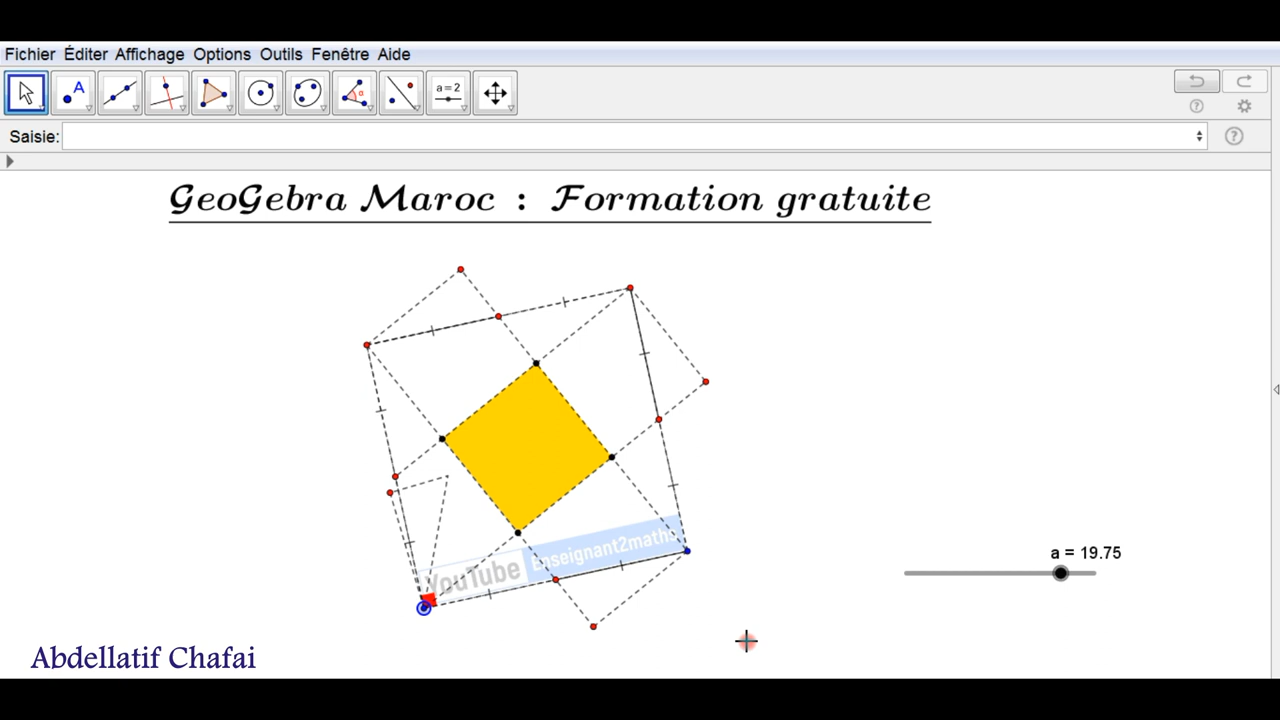 Fichier Éditer Affichage Options Outils Fenêtre Aide
A
α
a=2
Saisie:
GeoGebra Maroc : Formation gratuite
YouTube Enseignant2maths
a = 19.75
Abdellatif Chafai